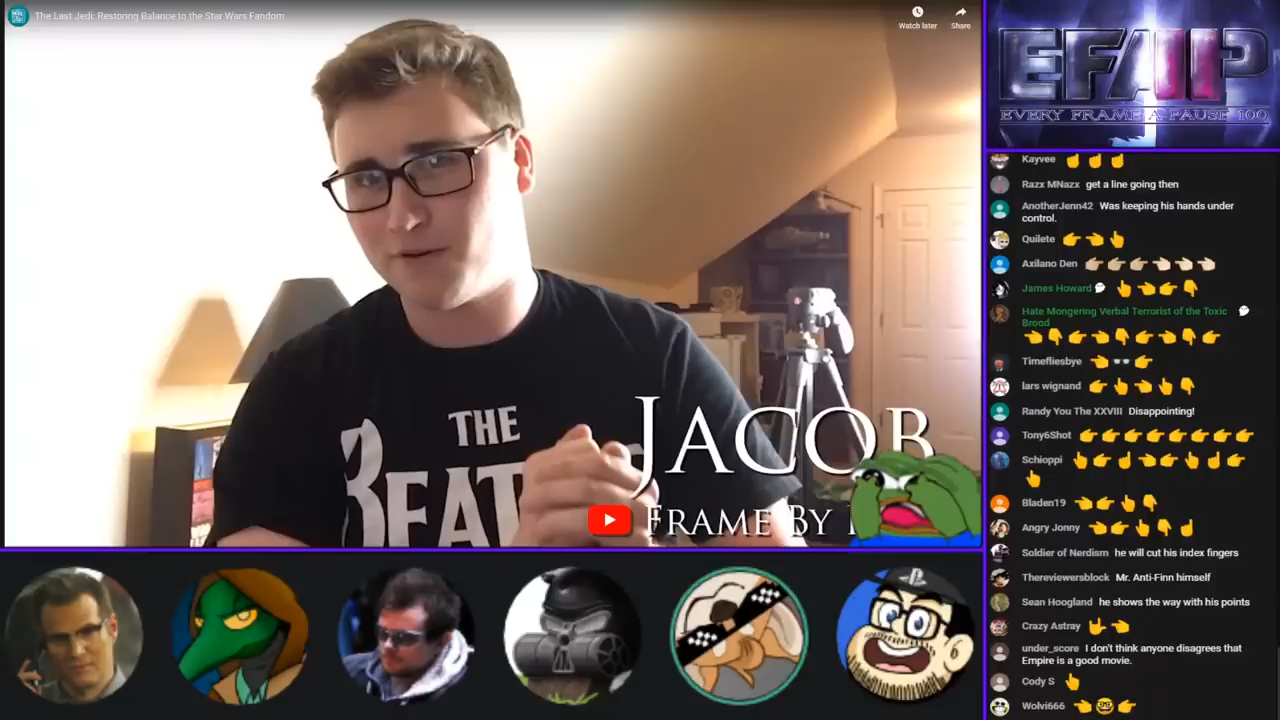 The Last Jedi: Restoring Balance to the Star Wars Fandom
Watch later
Share
THE
BEAT
JACOB
FRAME BY
EFAP
EVERY FRAME A PAUSE 100
Kayvee
Razx MNazx get a line going then
AnotherJenn42 Was keeping his hands under
control.
Quilete
Axilano Den
James Howard
Hate Mongering Verbal Terrorist of the Toxic
Brood
Timefliesbye
lars wignand
Randy You The XXVIII Disappointing!
Tony6Shot
Schioppi
Bladen19
Angry Jonny
Soldier of Nerdism he will cut his index fingers
Thereviewersblock Mr. Anti-Finn himself
Sean Hoogland he shows the way with his points
Crazy Astray
under_score I don't think anyone disagrees that
Empire is a good movie.
Cody S
Wolvi666